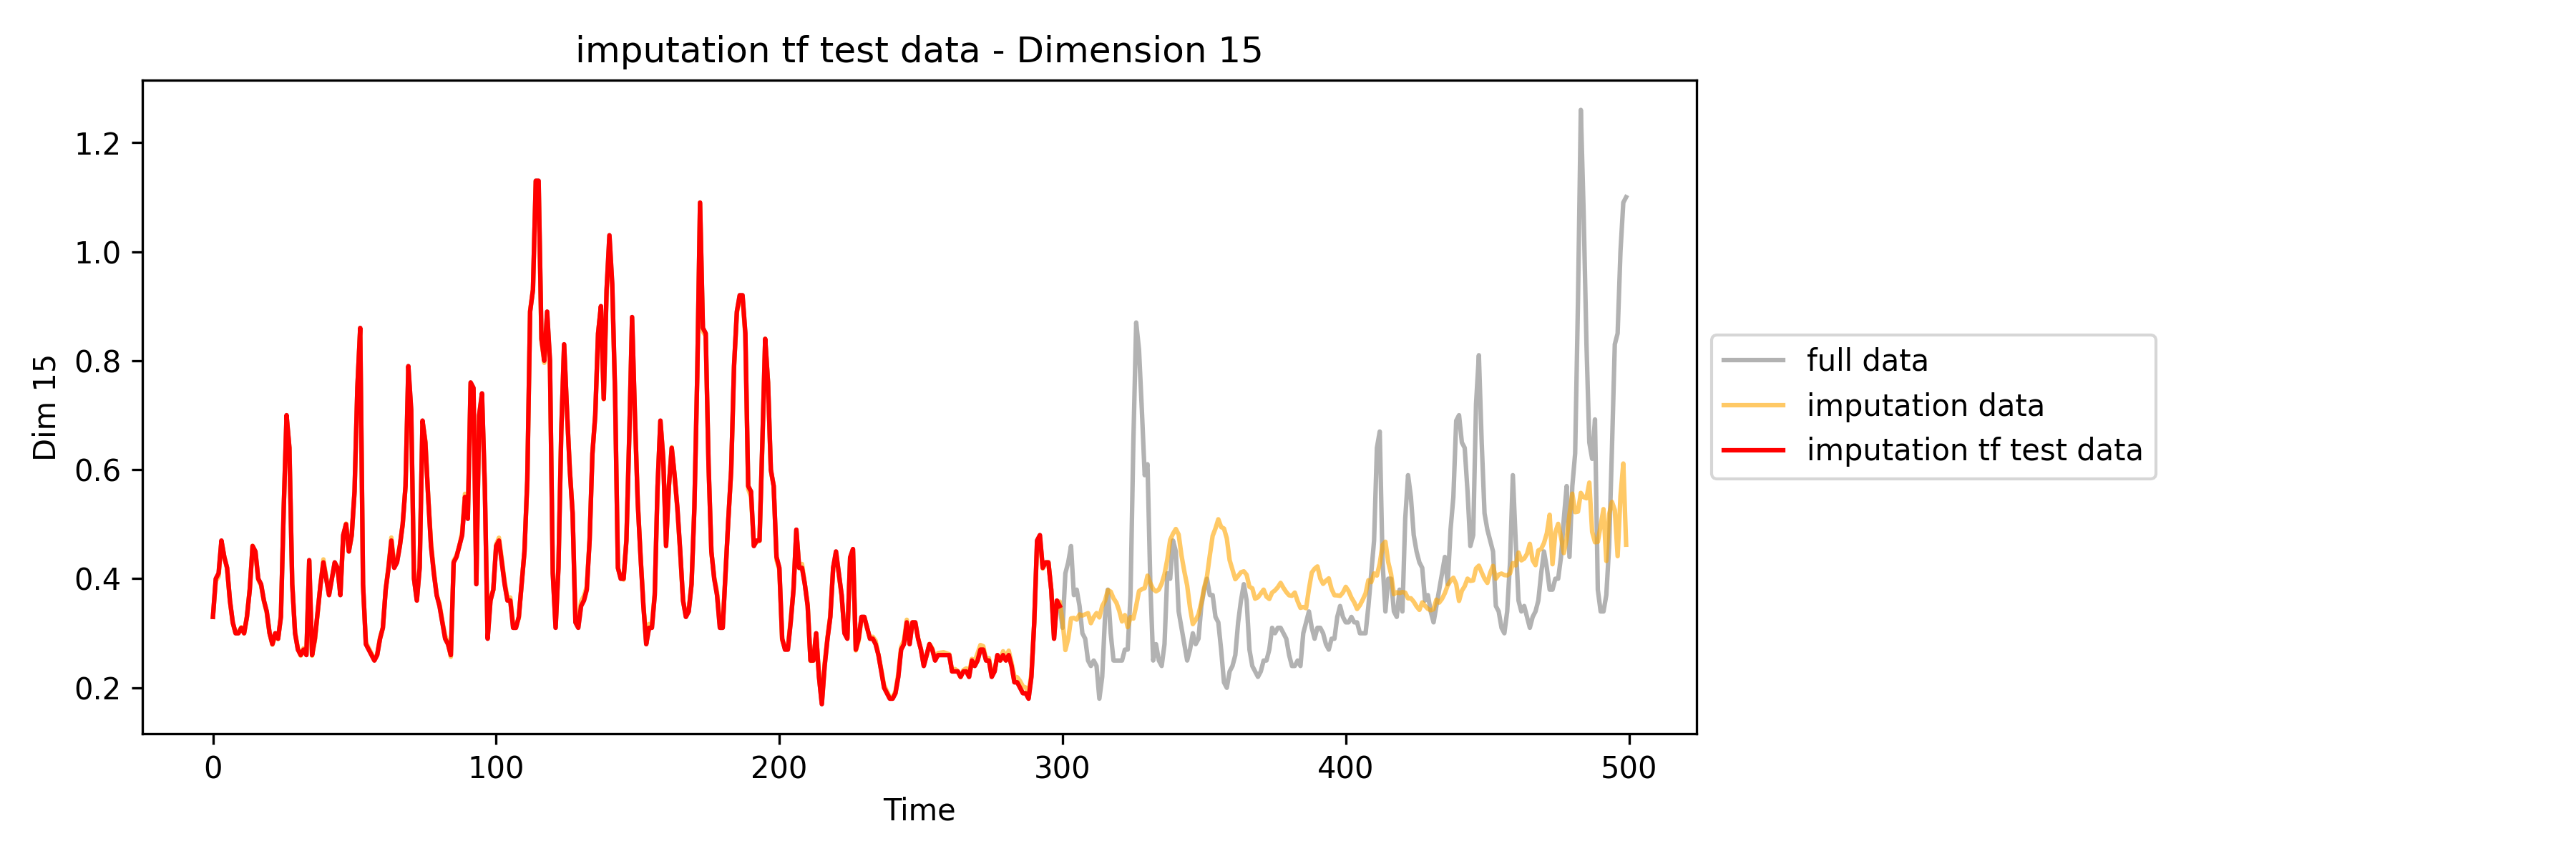 imputation tf test data - Dimension 15
Dim 15
1.2
1.0
0.8
0.6
0.4
0.2
0
100
200
300
400
500
Time
full data
imputation data
imputation tf test data